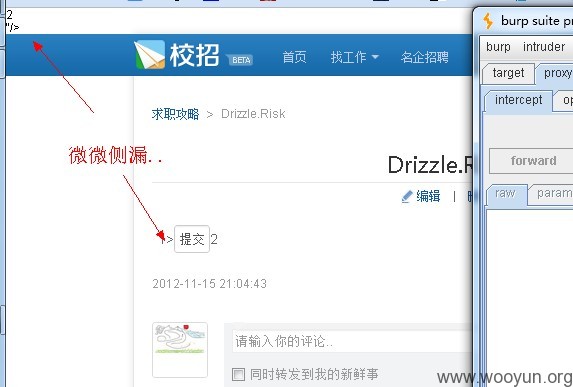 2
"/>
校招 BETA 首页 找工作 名企招聘
求职攻略 > Drizzle.Risk
微微侧漏..
Drizzle.R
编辑 |
"/> 提交 2
2012-11-15 21:04:43
请输入你的评论..
同时转发到我的新鲜事
burp suite pr
burp intruder
target proxy
intercept op
forward
raw param
www.wooyun.org